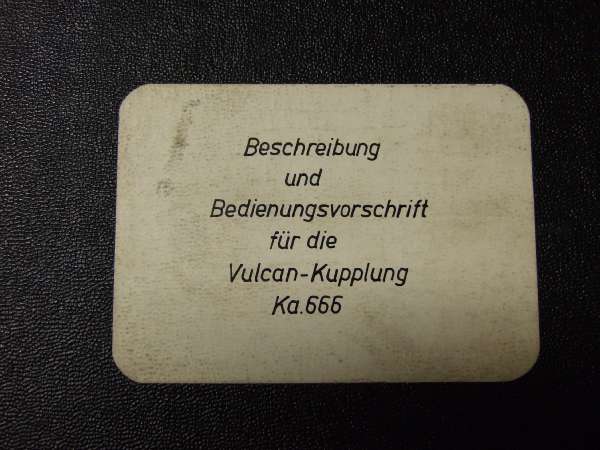 Beschreibung
und
Bedienungsvorschrift
für die
Vulcan-Kupplung
Ka.666